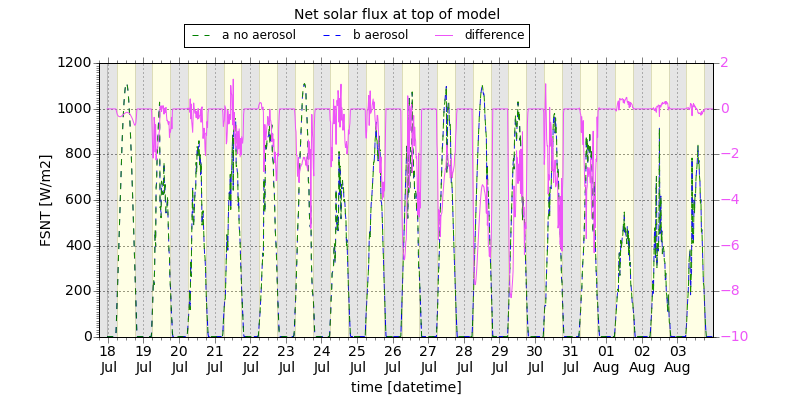 Net solar flux at top of model
a no aerosol b aerosol difference
1200 2
1000 0
800 −2
600 −4
400 −6
200 −8
0 −10
FSNT [W/m2]
18 19 20 21 22 23 24 25 26 27 28 29 30 31 01 02 03
Jul Jul Jul Jul Jul Jul Jul Jul Jul Jul Jul Jul Jul Jul Aug Aug Aug
time [datetime]